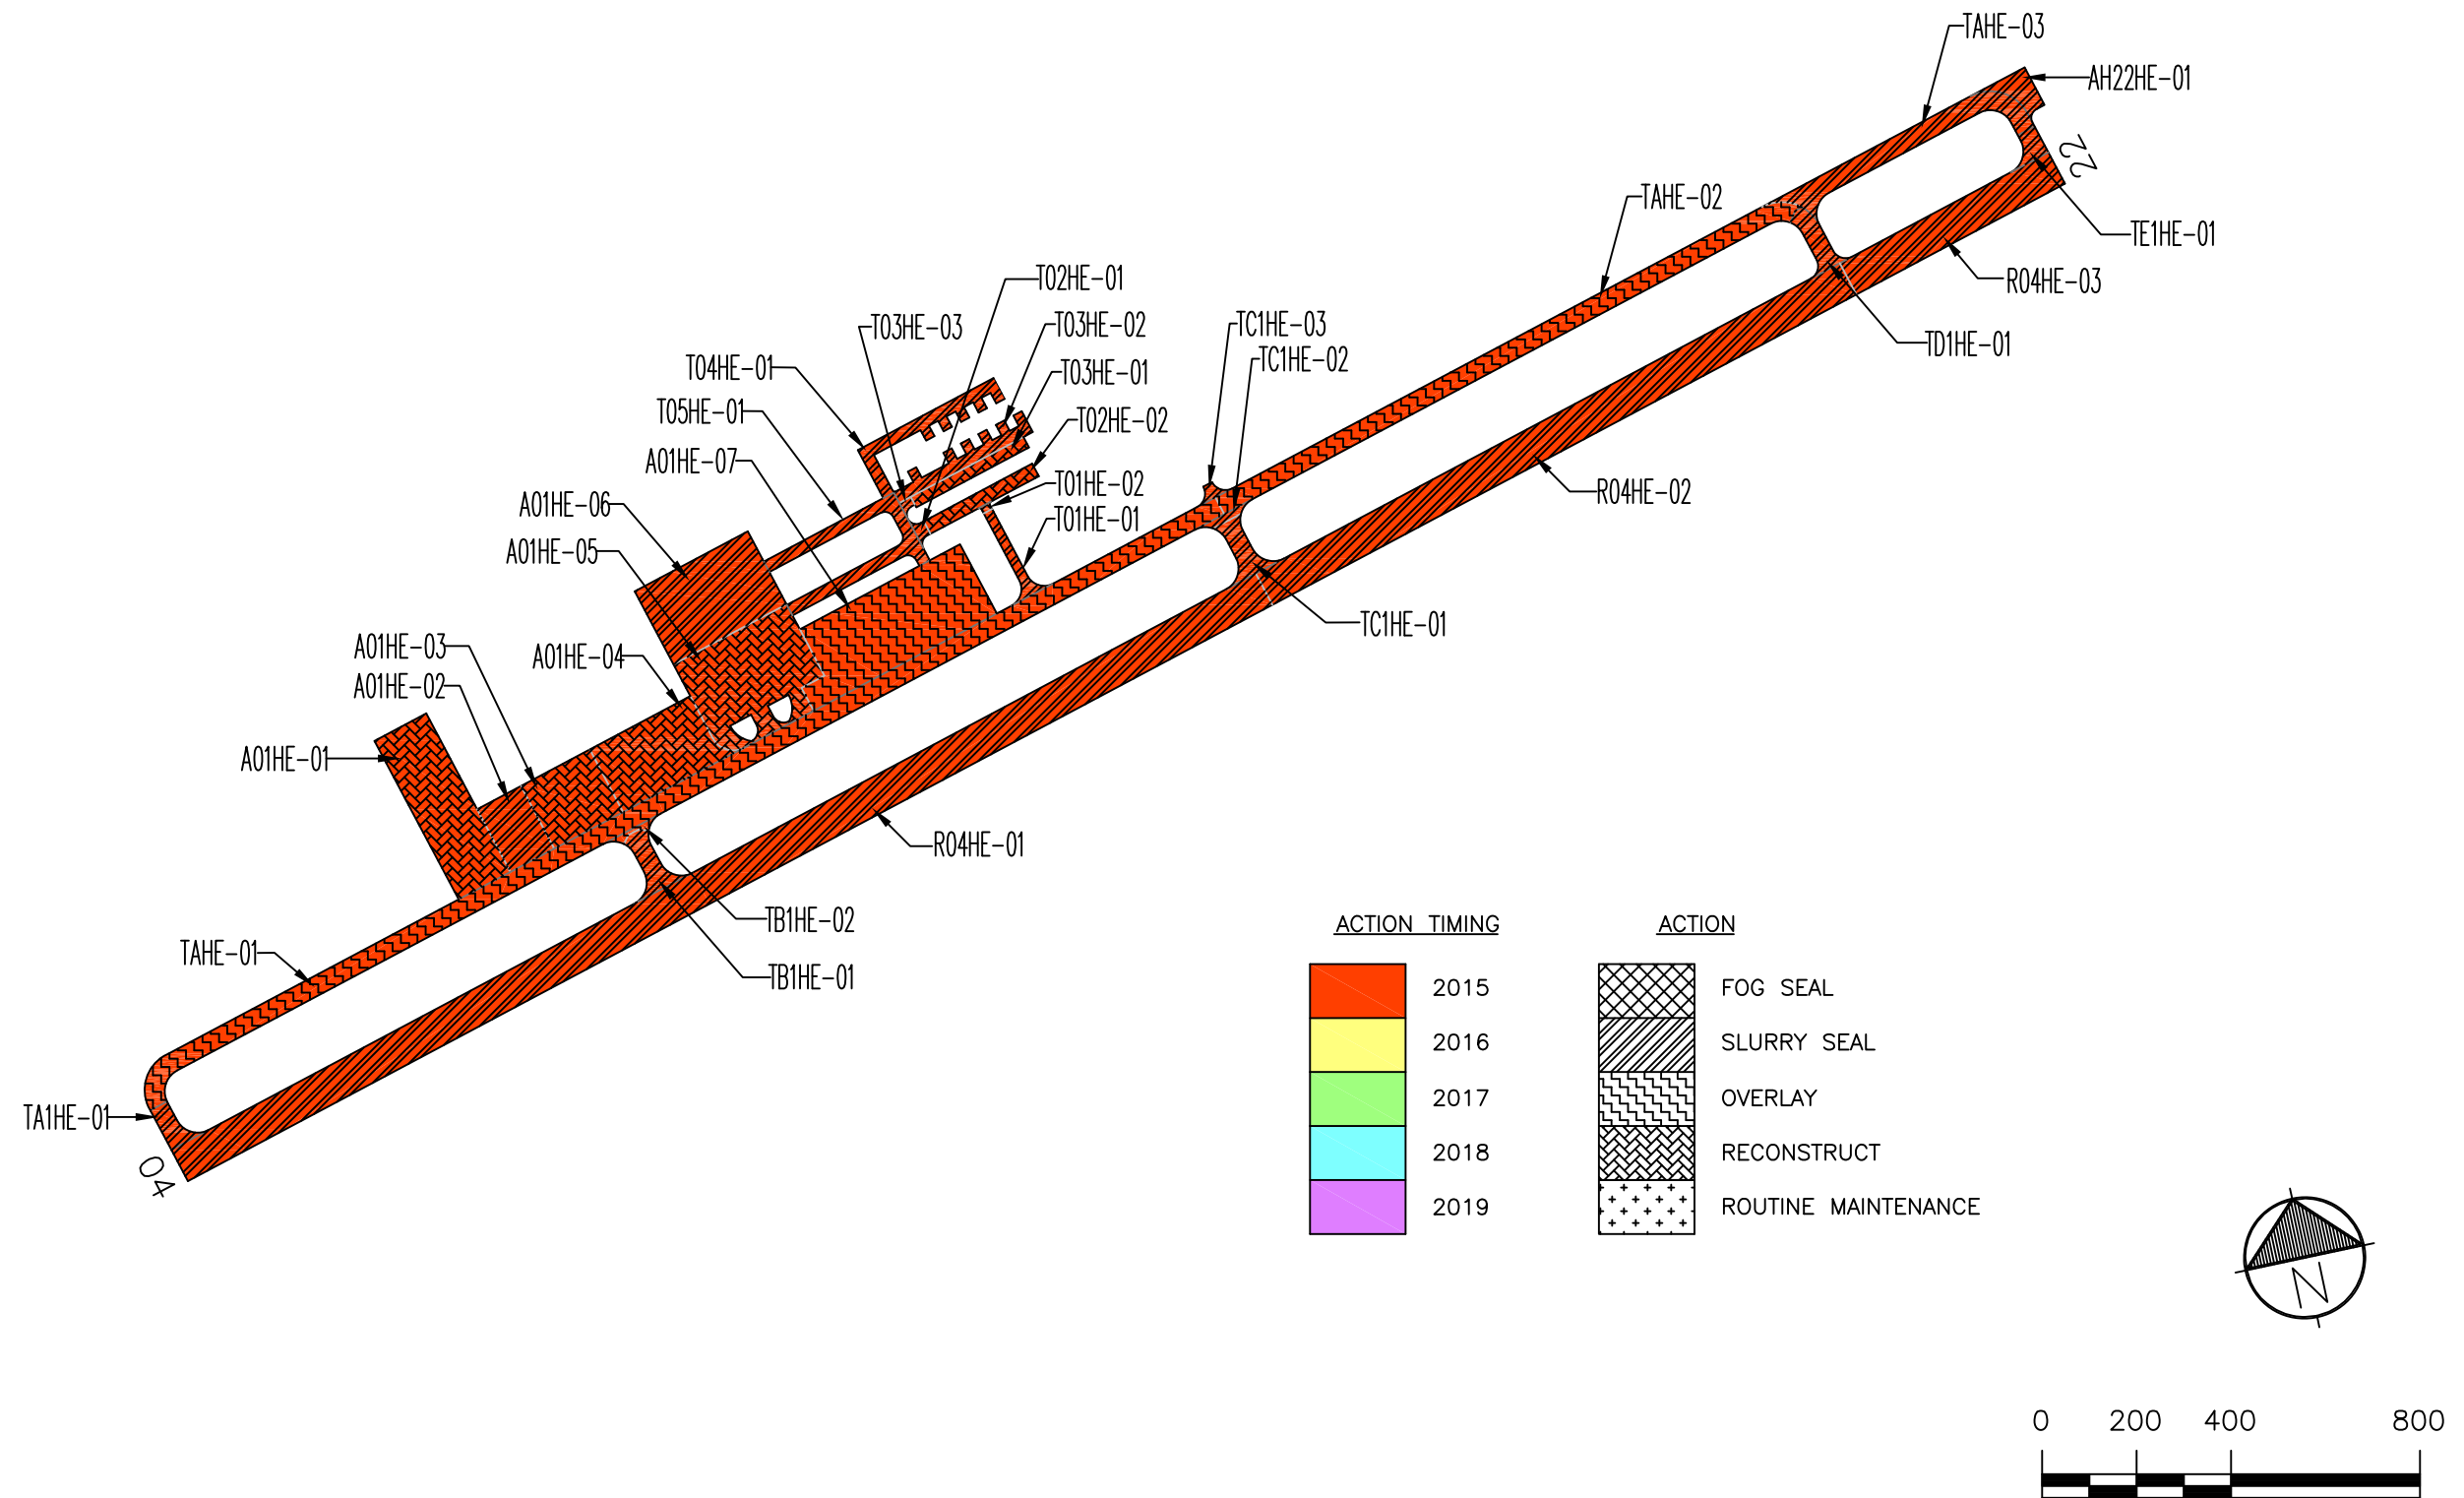 TAHE-03
AH22HE-01
22
TAHE-02
TE1HE-01
R04HE-03
T02HE-01
T03HE-03
T03HE-02
TC1HE-03
TD1HE-01
TC1HE-02
T04HE-01
T03HE-01
T05HE-01
T02HE-02
A01HE-07
T01HE-02
R04HE-02
A01HE-06
T01HE-01
A01HE-05
TC1HE-01
A01HE-03
A01HE-04
A01HE-02
A01HE-01
R04HE-01
TB1HE-02
TAHE-01
TB1HE-01
TA1HE-01
04
ACTION TIMING
2015
2016
2017
2018
2019
ACTION
FOG SEAL
SLURRY SEAL
OVERLAY
RECONSTRUCT
ROUTINE MAINTENANCE
N
0 200 400 800